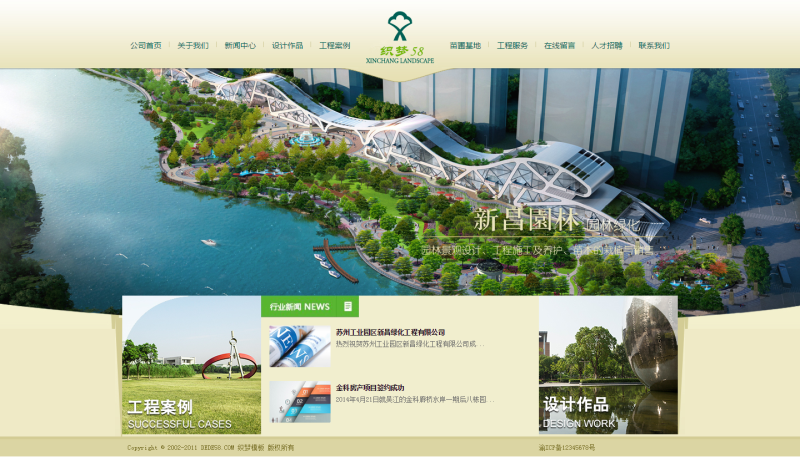 公司首页 关于我们 新闻中心 设计作品 工程案例
织梦58
XINCHANG LANDSCAPE
苗圃基地 工程服务 在线留言 人才招聘 联系我们
新昌園林 园林绿化
园林景观设计、工程施工及养护、苗木的栽植与销售
行业新闻 NEWS
苏州工业园区新昌绿化工程有限公司
热烈祝贺苏州工业园区新昌绿化工程有限公司成...
金科房产项目签约成功
2014年4月21日就吴江的金科廊桥水岸一期后八栋园...
NEWS
工程案例
SUCCESSFUL CASES
设计作品
DESIGN WORK
Copyright © 2002-2011 DEDE58.COM 织梦模板 版权所有
渝ICP备12345678号